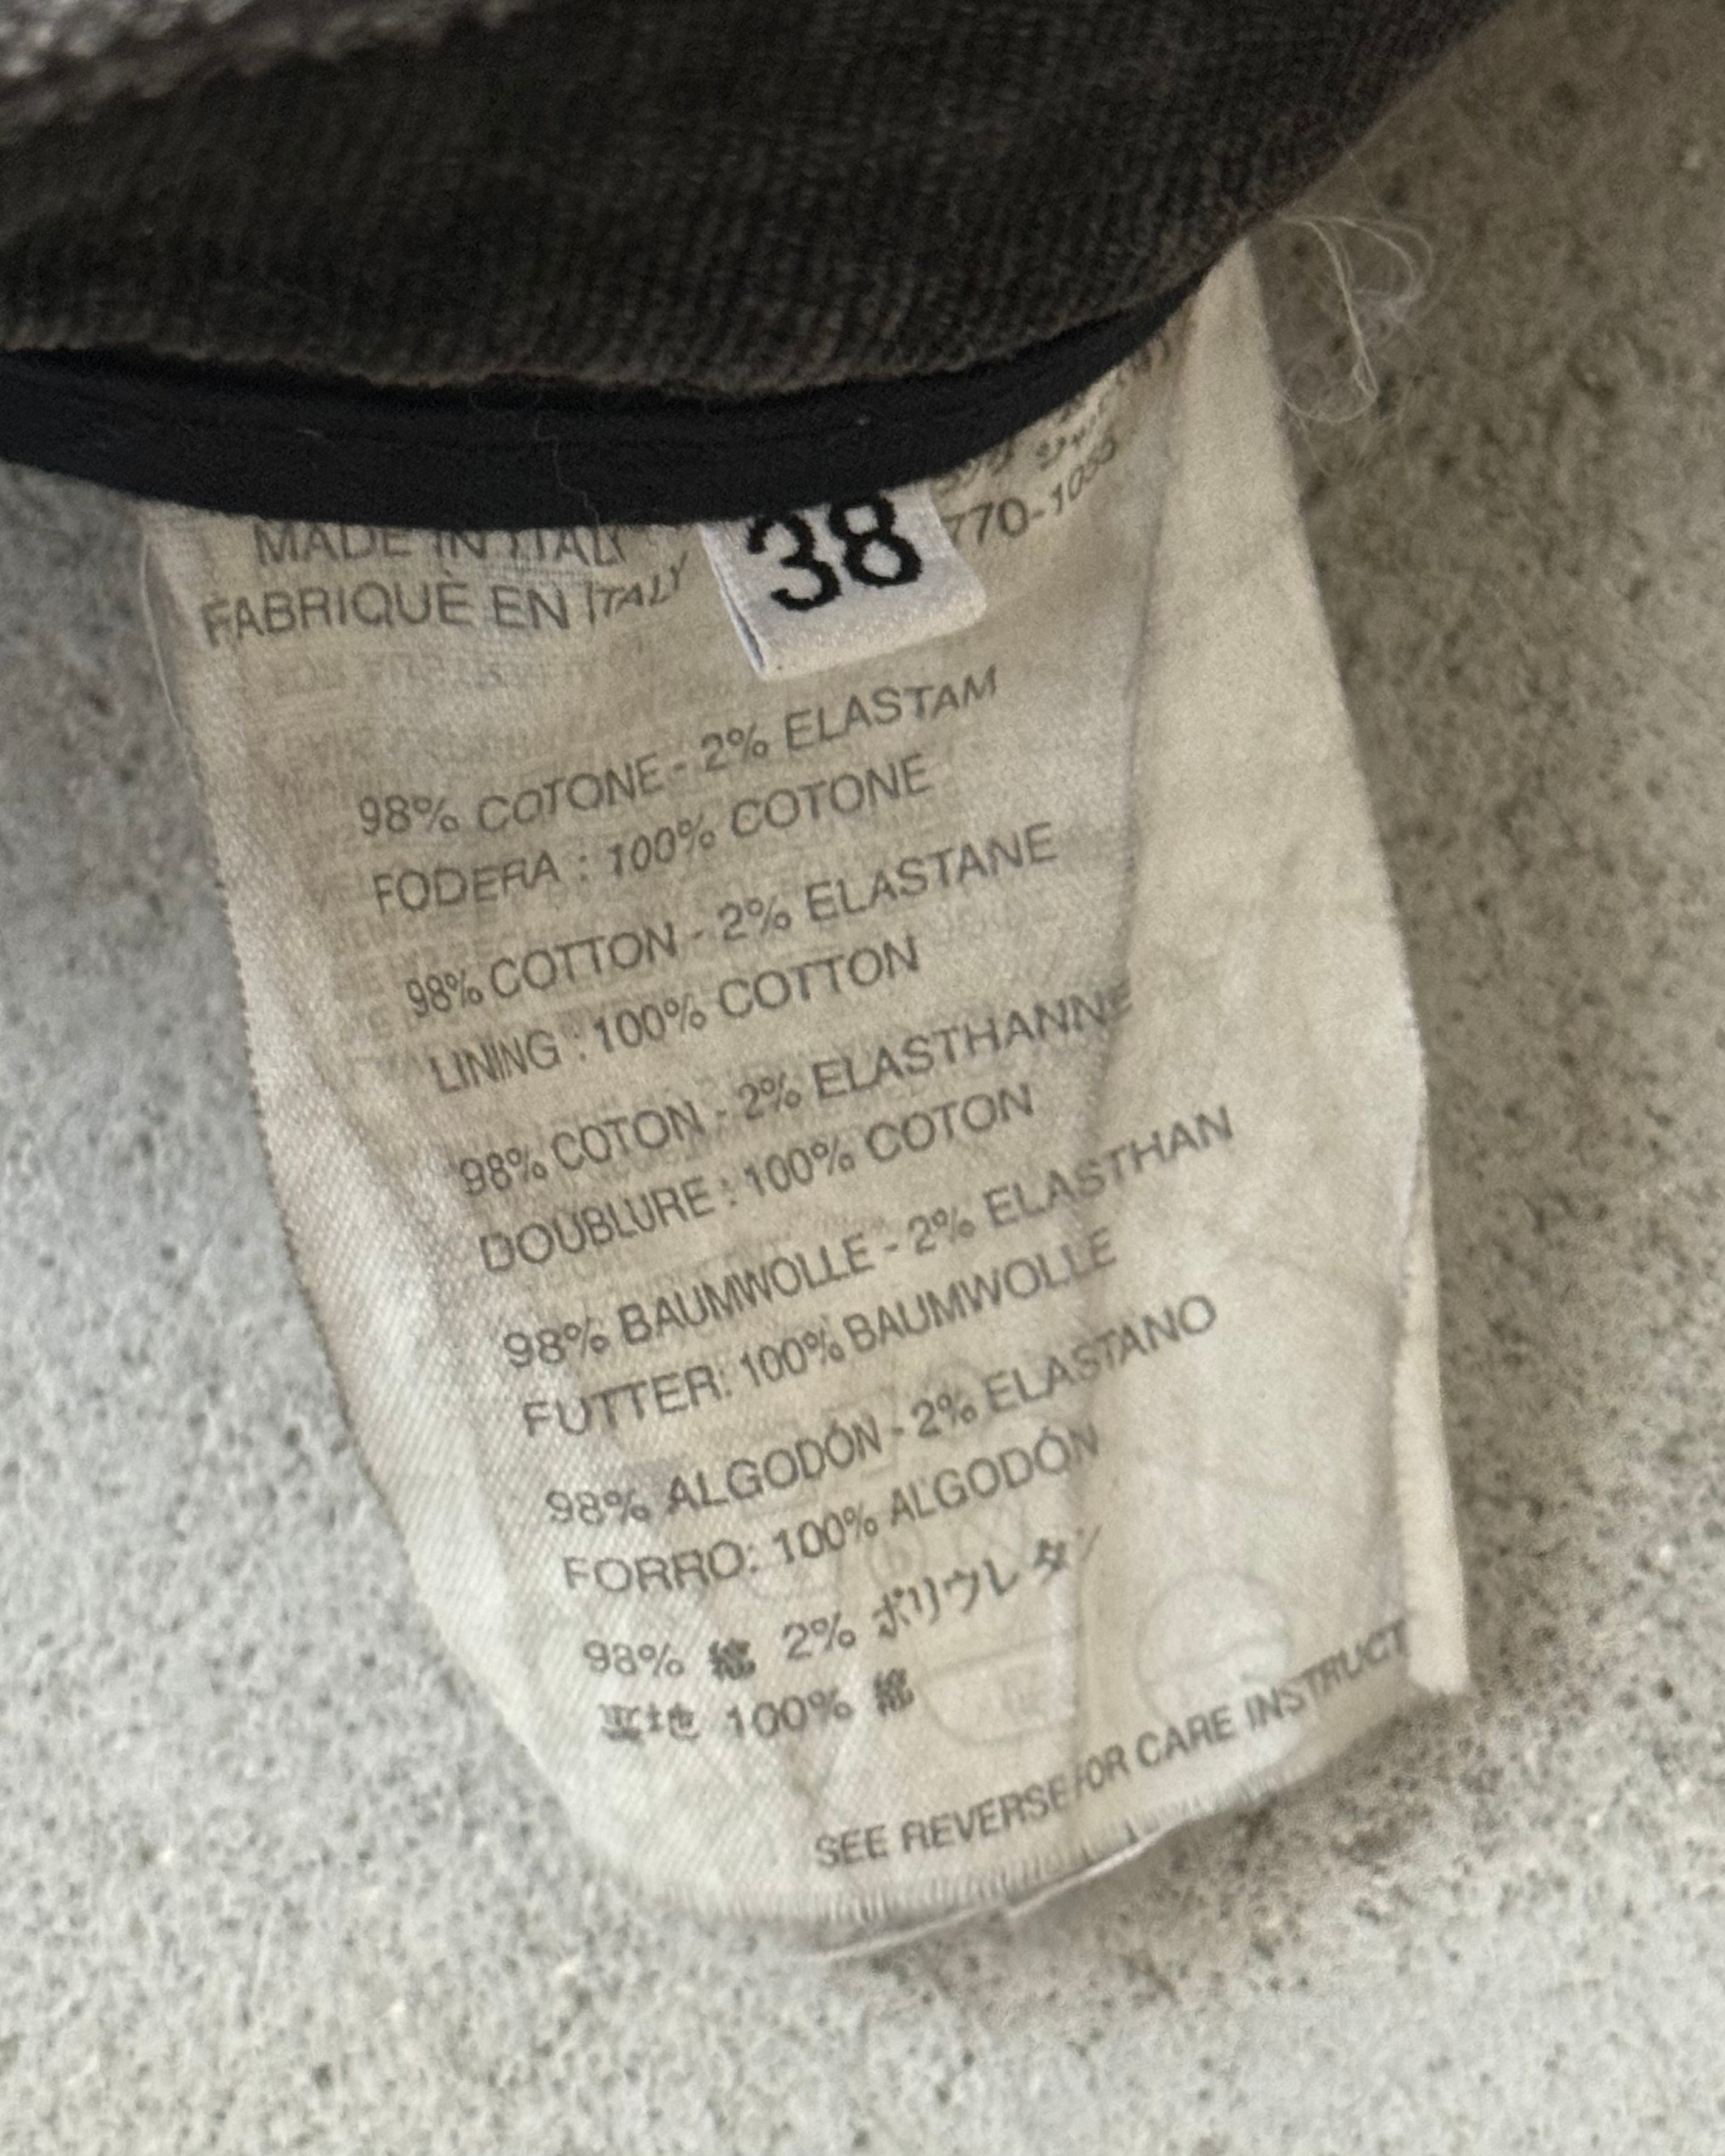 MADE IN ITALY
FABRIQUÉ EN ITALY
38
98% COTONE - 2% ELASTAM
FODERA : 100% COTONE
98% COTTON - 2% ELASTANE
LINING : 100% COTTON
98% COTON - 2% ELASTHANNE
DOUBLURE : 100% COTON
98% BAUMWOLLE - 2% ELASTHAN
FUTTER: 100% BAUMWOLLE
98% ALGODÓN - 2% ELASTANO
FORRO: 100% ALGODÓN
98% 綿 2% ポリウレタン
裏地 100% 綿
SEE REVERSE FOR CARE INSTRUCT